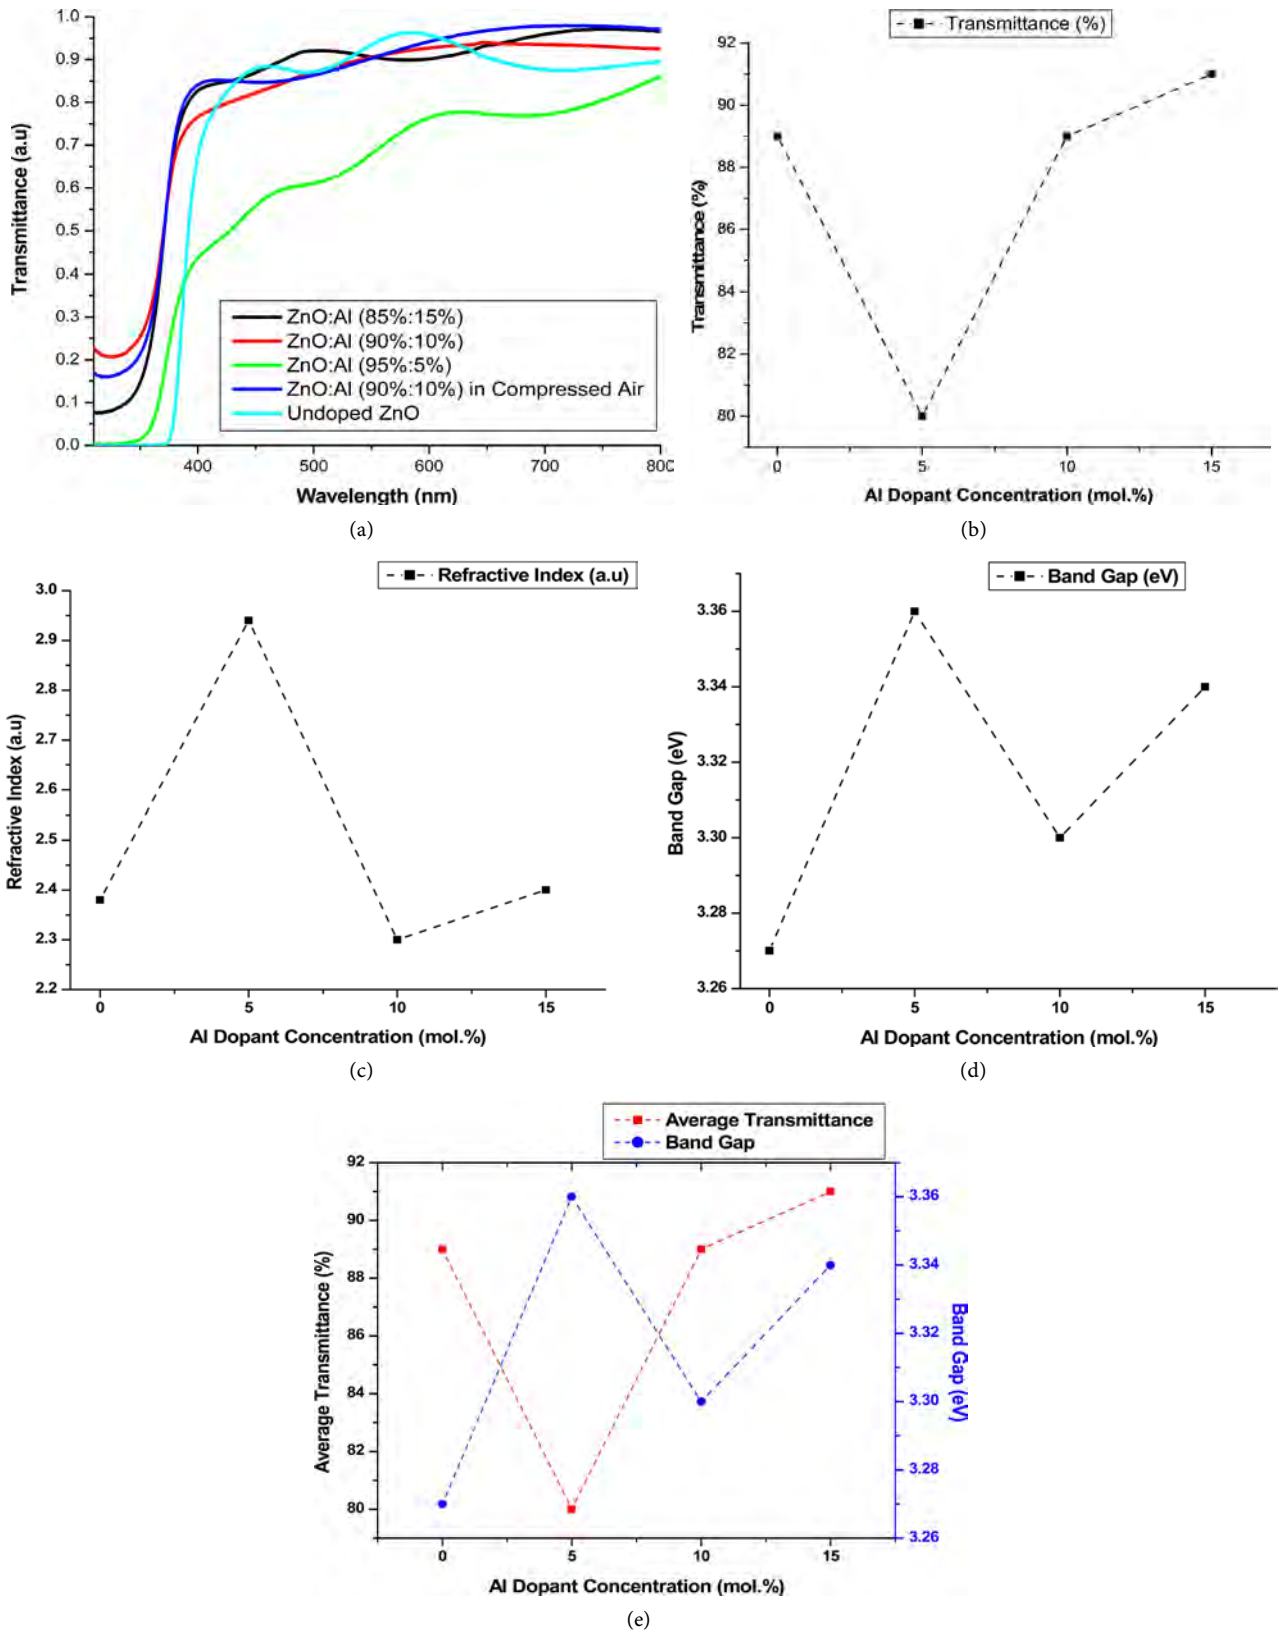 1.0
0.9
0.8
0.7
0.6
0.5
0.4
0.3
0.2
0.1
0.0
Transmittance (a.u)
ZnO:Al (85%:15%)
ZnO:Al (90%:10%)
ZnO:Al (95%:5%)
ZnO:Al (90%:10%) in Compressed Air
Undoped ZnO
400 500 600 700 800
Wavelength (nm)
(a)
Transmittance (%)
92
90
88
86
84
82
80
Transmittance (%)
0 5 10 15
Al Dopant Concentration (mol.%)
(b)
Refractive Index (a.u)
3.0
2.9
2.8
2.7
2.6
2.5
2.4
2.3
2.2
Refractive Index (a.u)
0 5 10 15
Al Dopant Concentration (mol.%)
(c)
Band Gap (eV)
3.36
3.34
3.32
3.30
3.28
3.26
Band Gap (eV)
0 5 10 15
Al Dopant Concentration (mol.%)
(d)
Average Transmittance
Band Gap
92
90
88
86
84
82
80
Average Transmittance (%)
3.36
3.34
3.32
3.30
3.28
3.26
Band Gap (eV)
0 5 10 15
Al Dopant Concentration (mol.%)
(e)